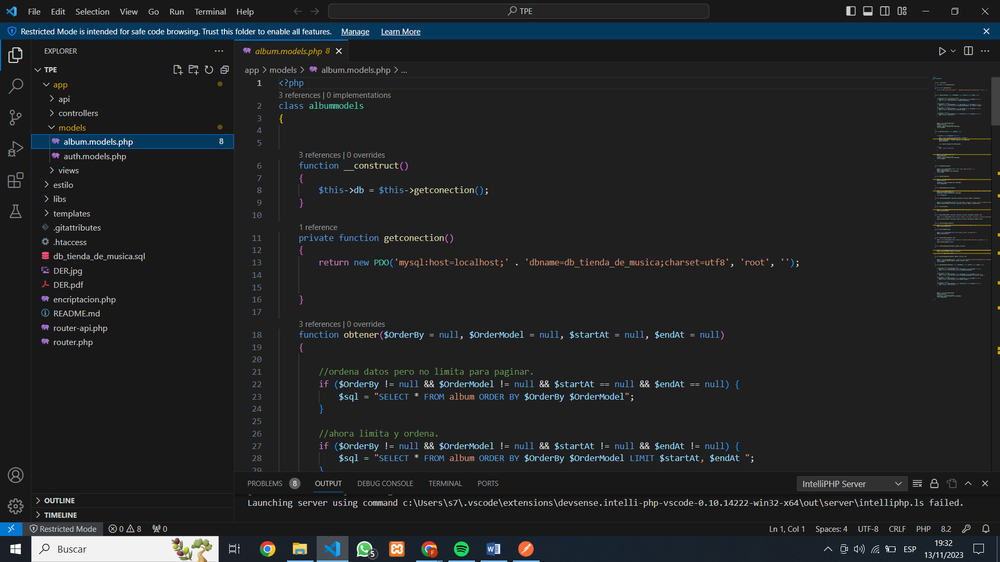 File Edit Selection View Go Run Terminal Help
TPE
Restricted Mode is intended for safe code browsing. Trust this folder to enable all features. Manage Learn More
EXPLORER
TPE
app
api
controllers
models
album.models.php 8
auth.models.php
views
estilo
libs
templates
.gitattributes
.htaccess
db_tienda_de_musica.sql
DER.jpg
DER.pdf
encriptacion.php
README.md
router-api.php
router.php
OUTLINE
TIMELINE
album.models.php 8
app > models > album.models.php > ...
1 <?php
3 references | 0 implementations
2 class albummodels
3 {
4
5
3 references | 0 overrides
6 function __construct()
7 {
8 $this->db = $this->getconection();
9 }
10
1 reference
11 private function getconection()
12 {
13 return new PDO('mysql:host=localhost;' . 'dbname=db_tienda_de_musica;charset=utf8', 'root', '');
14
15
16 }
17
3 references | 0 overrides
18 function obtener($OrderBy = null, $OrderModel = null, $startAt = null, $endAt = null)
19 {
20
21 //ordena datos pero no limita para paginar.
22 if ($OrderBy != null && $OrderModel != null && $startAt == null && $endAt == null) {
23 $sql = "SELECT * FROM album ORDER BY $OrderBy $OrderModel";
24 }
25
26 //ahora limita y ordena.
27 if ($OrderBy != null && $OrderModel != null && $startAt != null && $endAt != null) {
28 $sql = "SELECT * FROM album ORDER BY $OrderBy $OrderModel LIMIT $startAt, $endAt ";
29 }
PROBLEMS 8 OUTPUT DEBUG CONSOLE TERMINAL PORTS
IntelliPHP Server
Launching server using command c:\Users\s7\.vscode\extensions\devsense.intelli-php-vscode-0.10.14222-win32-x64\out\server\intelliphp.ls failed.
Restricted Mode 0 8 0
Ln 1, Col 1 Spaces: 4 UTF-8 CRLF PHP 8.2
Buscar
5
F
ESP
19:32
13/11/2023